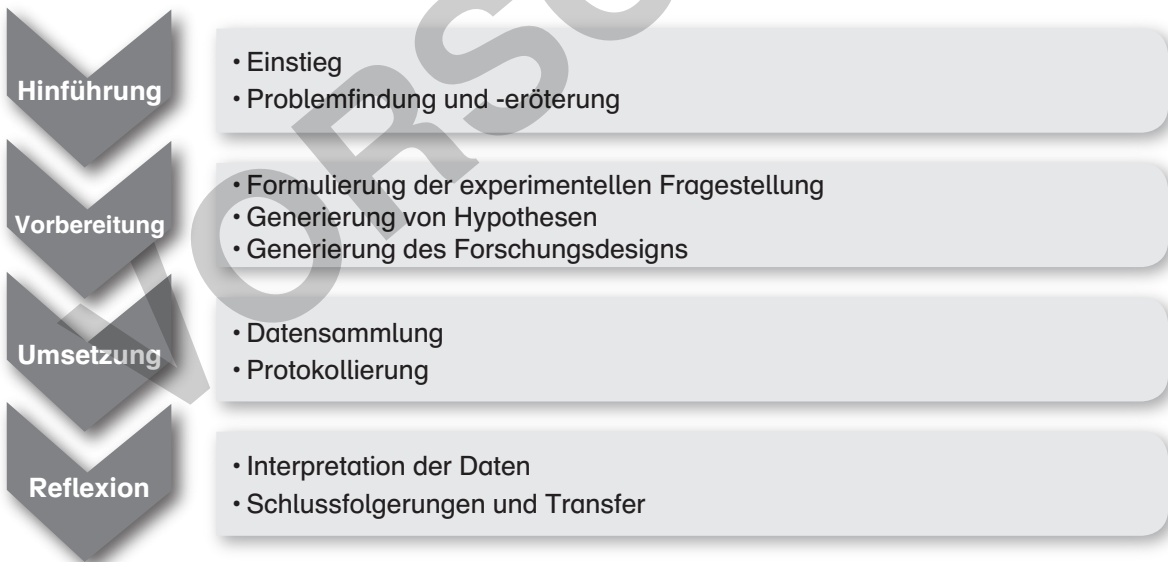 Hinführung
• Einstieg
• Problemfindung und -eröterung
Vorbereitung
• Formulierung der experimentellen Fragestellung
• Generierung von Hypothesen
• Generierung des Forschungsdesigns
Umsetzung
• Datensammlung
• Protokollierung
Reflexion
• Interpretation der Daten
• Schlussfolgerungen und Transfer
VORSC